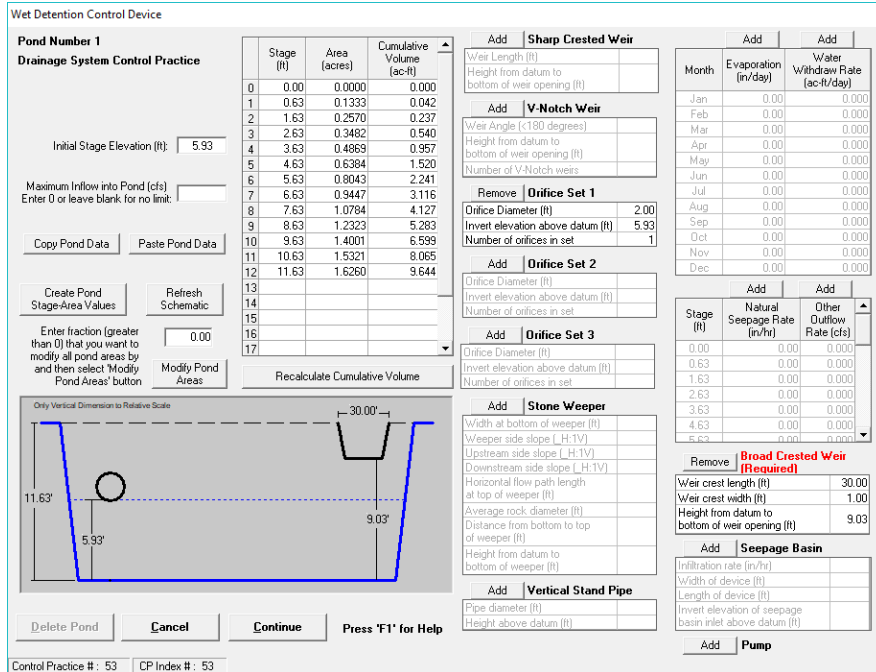 Wet Detention Control Device
Pond Number 1
Drainage System Control Practice
Initial Stage Elevation (ft): 5.93
Maximum Inflow into Pond (cfs)
Enter 0 or leave blank for no limit:
Copy Pond Data
Paste Pond Data
Create Pond
Stage-Area Values
Refresh
Schematic
Enter fraction (greater
than 0) that you want to
modify all pond areas by
and then select 'Modify
Pond Areas' button
0.00
Modify Pond
Areas
Stage
(ft)
Area
(acres)
Cumulative
Volume
(ac-ft)
0 0.00 0.0000 0.000
1 0.63 0.1333 0.042
2 1.63 0.2570 0.237
3 2.63 0.3482 0.540
4 3.63 0.4869 0.957
5 4.63 0.6384 1.520
6 5.63 0.8043 2.241
7 6.63 0.9447 3.116
8 7.63 1.0784 4.127
9 8.63 1.2323 5.283
10 9.63 1.4001 6.599
11 10.63 1.5321 8.065
12 11.63 1.6260 9.644
13
14
15
16
17
Recalculate Cumulative Volume
Only Vertical Dimension to Relative Scale
30.00'
11.63'
5.93'
9.03'
Delete Pond
Cancel
Continue
Press 'F1' for Help
Control Practice # : 53
CP Index # : 53
Add Sharp Crested Weir
Weir Length (ft)
Height from datum to
bottom of weir opening (ft)
Add V-Notch Weir
Weir Angle (<180 degrees)
Height from datum to
bottom of weir opening (ft)
Number of V-Notch weirs
Remove Orifice Set 1
Orifice Diameter (ft) 2.00
Invert elevation above datum (ft) 5.93
Number of orifices in set 1
Add Orifice Set 2
Orifice Diameter (ft)
Invert elevation above datum (ft)
Number of orifices in set
Add Orifice Set 3
Orifice Diameter (ft)
Invert elevation above datum (ft)
Number of orifices in set
Add Stone Weeper
Width at bottom of weeper (ft)
Weeper side slope (_H:1V)
Upstream side slope (_H:1V)
Downstream side slope (_H:1V)
Horizontal flow path length
at top of weeper (ft)
Average rock diameter (ft)
Distance from bottom to top
of weeper (ft)
Height from datum to
bottom of weeper (ft)
Add Vertical Stand Pipe
Pipe diameter (ft)
Height above datum (ft)
Add Add
Month
Evaporation
(in/day)
Water
Withdraw Rate
(ac-ft/day)
Jan 0.00 0.000
Feb 0.00 0.000
Mar 0.00 0.000
Apr 0.00 0.000
May 0.00 0.000
Jun 0.00 0.000
Jul 0.00 0.000
Aug 0.00 0.000
Sep 0.00 0.000
Oct 0.00 0.000
Nov 0.00 0.000
Dec 0.00 0.000
Add Add
Stage
(ft)
Natural
Seepage Rate
(in/hr)
Other
Outflow
Rate (cfs)
0.00 0.00 0.000
0.63 0.00 0.000
1.63 0.00 0.000
2.63 0.00 0.000
3.63 0.00 0.000
4.63 0.00 0.000
5.63 0.00 0.000
Remove Broad Crested Weir
(Required)
Weir crest length (ft) 30.00
Weir crest width (ft) 1.00
Height from datum to
bottom of weir opening (ft) 9.03
Add Seepage Basin
Infiltration rate (in/hr)
Width of device (ft)
Length of device (ft)
Invert elevation of seepage
basin inlet above datum (ft)
Add Pump